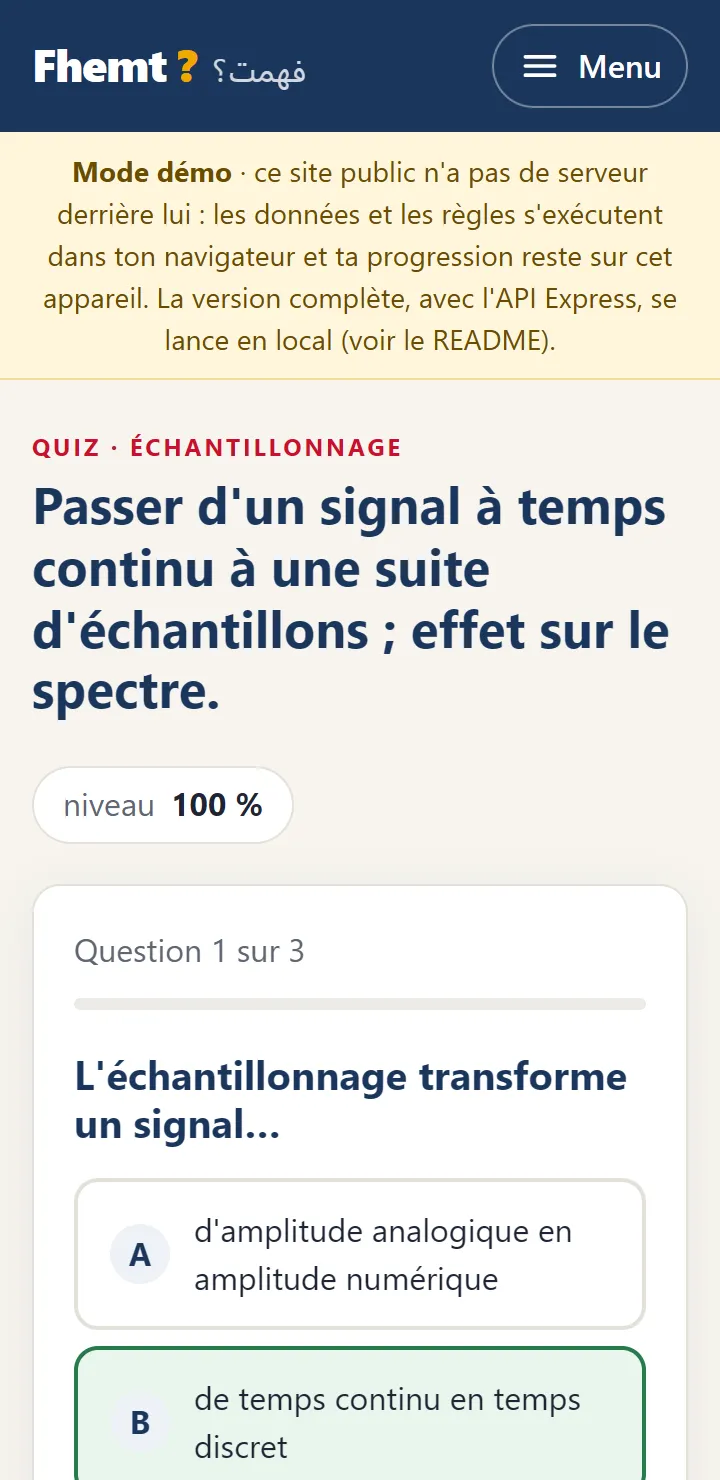 Fhemt ? فهمت؟
Menu
Mode démo · ce site public n'a pas de serveur
derrière lui : les données et les règles s'exécutent
dans ton navigateur et ta progression reste sur cet
appareil. La version complète, avec l'API Express, se
lance en local (voir le README).
QUIZ · ÉCHANTILLONNAGE
Passer d'un signal à temps
continu à une suite
d'échantillons ; effet sur le
spectre.
niveau 100 %
Question 1 sur 3
L'échantillonnage transforme
un signal…
A
d'amplitude analogique en
amplitude numérique
B
de temps continu en temps
discret